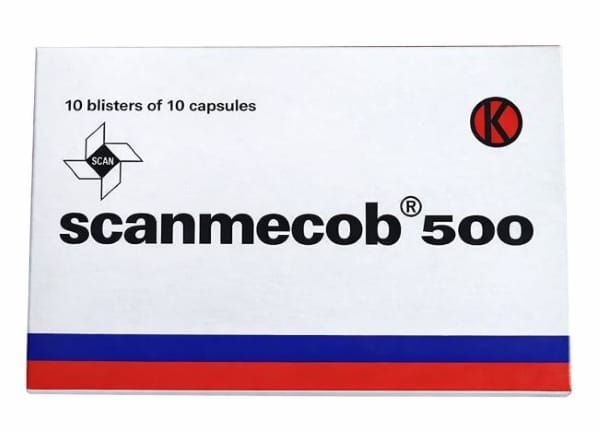 10 blisters of 10 capsules
K
SCAN
scanmecob® 500